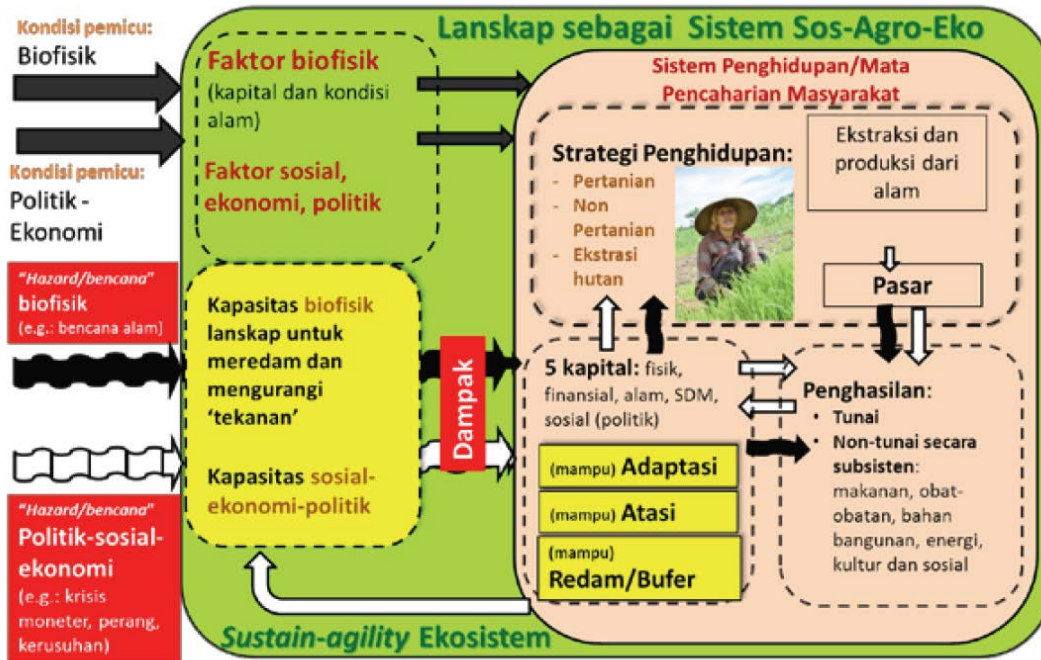 Lanskap sebagai Sistem Sos-Agro-Eko
Kondisi pemicu:
Biofisik
Kondisi pemicu:
Politik -
Ekonomi
"Hazard/bencana"
biofisik
(e.g.: bencana alam)
"Hazard/bencana"
Politik-sosial-
ekonomi
(e.g.: krisis
moneter, perang,
kerusuhan)
Faktor biofisik
(kapital dan kondisi
alam)
Faktor sosial,
ekonomi, politik
Kapasitas biofisik
lanskap untuk
meredam dan
mengurangi
'tekanan'
Kapasitas sosial-
ekonomi-politik
Dampak
Sistem Penghidupan/Mata
Pencaharian Masyarakat
Strategi Penghidupan:
- Pertanian
- Non
Pertanian
- Ekstrasi
hutan
Ekstraksi dan
produksi dari
alam
Pasar
5 kapital: fisik,
finansial, alam, SDM,
sosial (politik)
(mampu) Adaptasi
(mampu) Atasi
(mampu)
Redam/Bufer
Penghasilan:
• Tunai
• Non-tunai secara
subsisten:
makanan, obat-
obatan, bahan
bangunan, energi,
kultur dan sosial
Sustain-agility Ekosistem